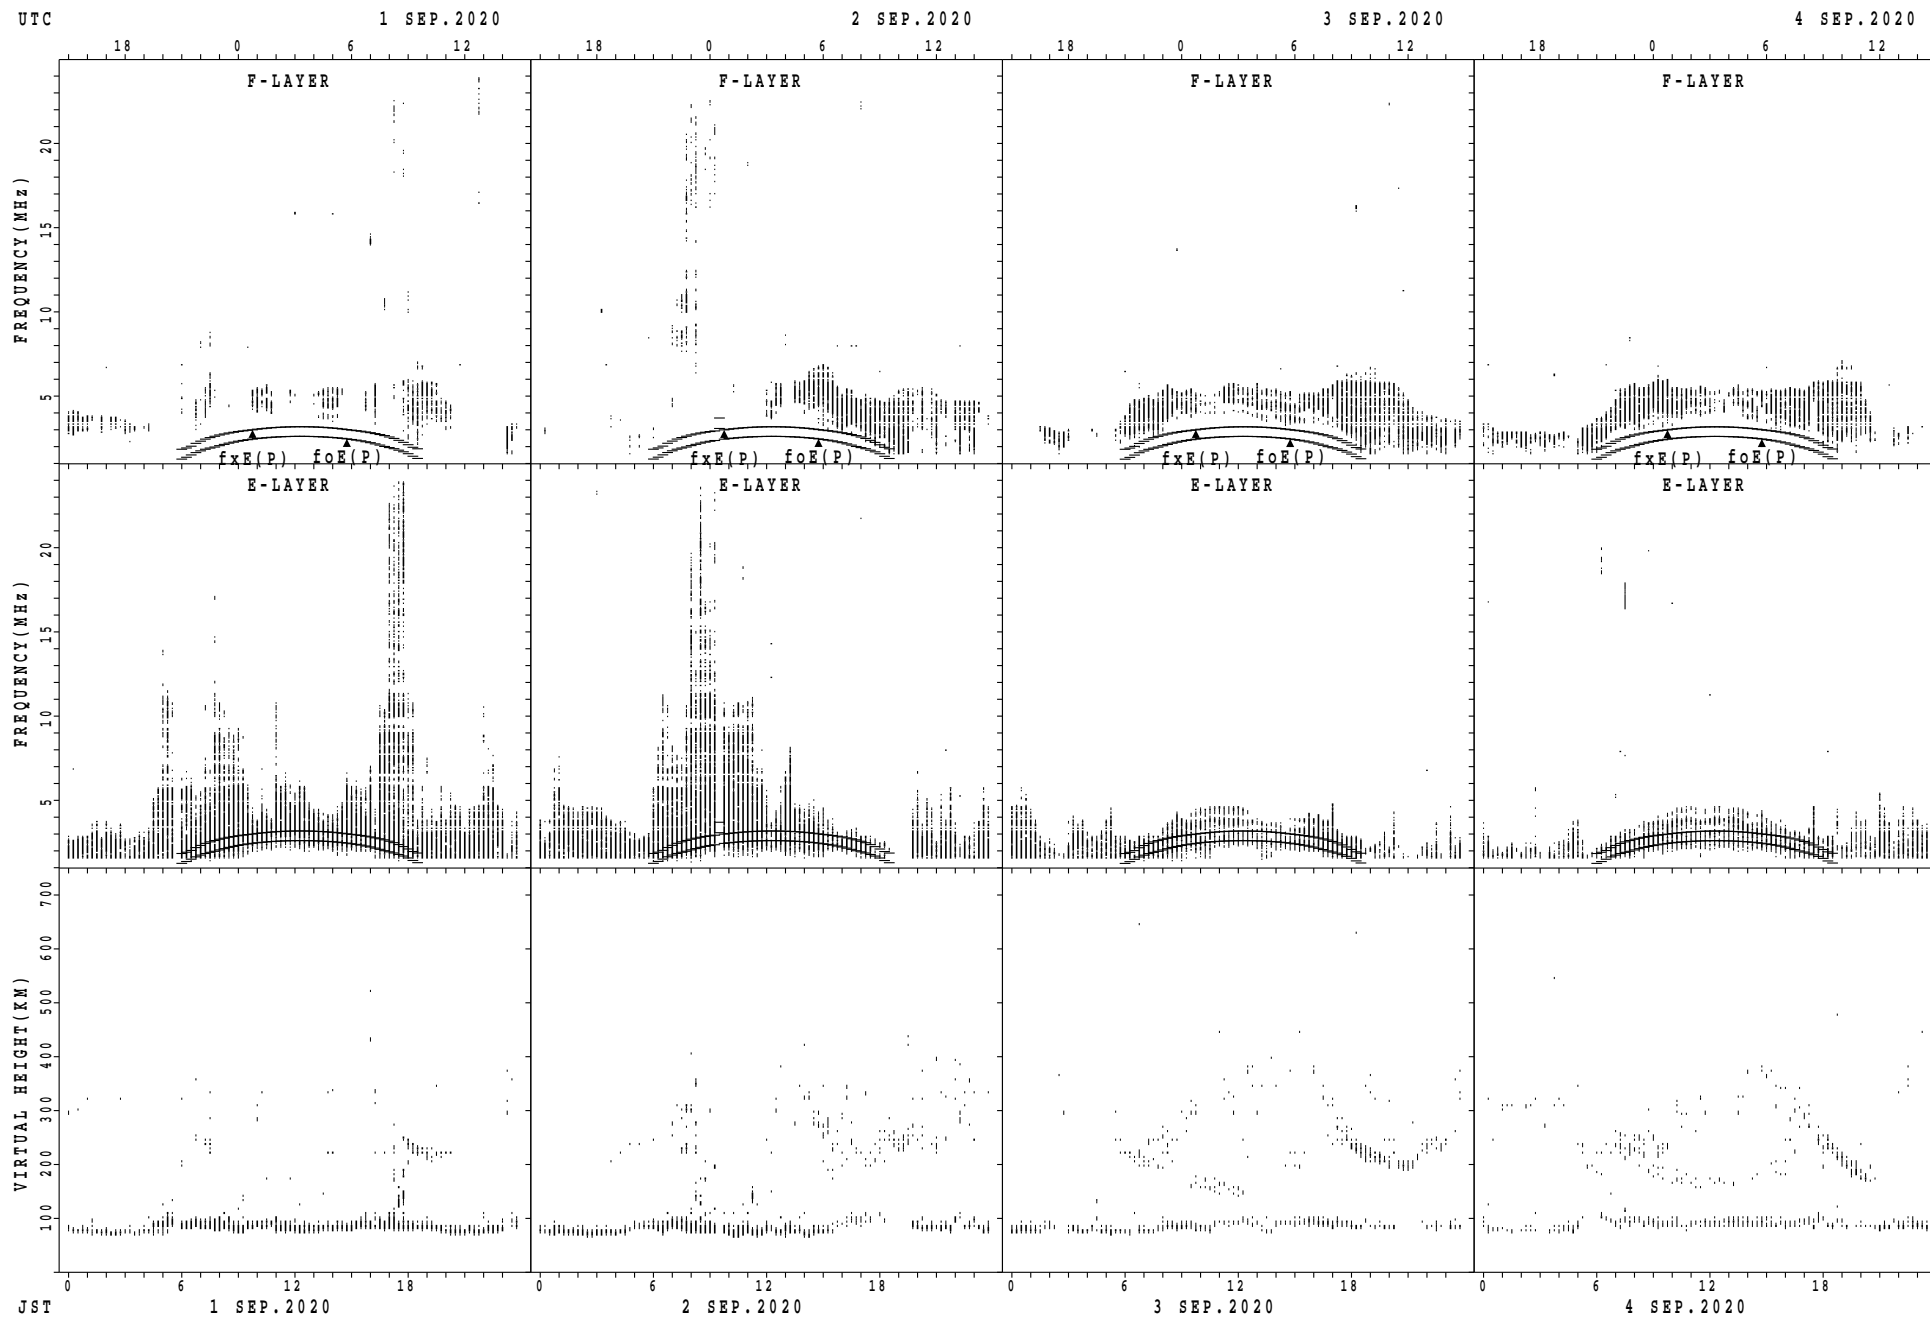 UTC 1 SEP.2020 2 SEP.2020 3 SEP.2020 4 SEP.2020
18 0 6 12 18 0 6 12 18 0 6 12 18 0 6 12
F-LAYER F-LAYER F-LAYER F-LAYER
FREQUENCY(MHz)
20
15
10
5
fxE(P) foE(P) fxE(P) foE(P) fxE(P) foE(P) fxE(P) foE(P)
E-LAYER E-LAYER E-LAYER E-LAYER
FREQUENCY(MHz)
20
15
10
5
VIRTUAL HEIGHT(KM)
700
600
500
400
300
200
100
0 6 12 18 0 6 12 18 0 6 12 18 0 6 12 18
JST 1 SEP.2020 2 SEP.2020 3 SEP.2020 4 SEP.2020